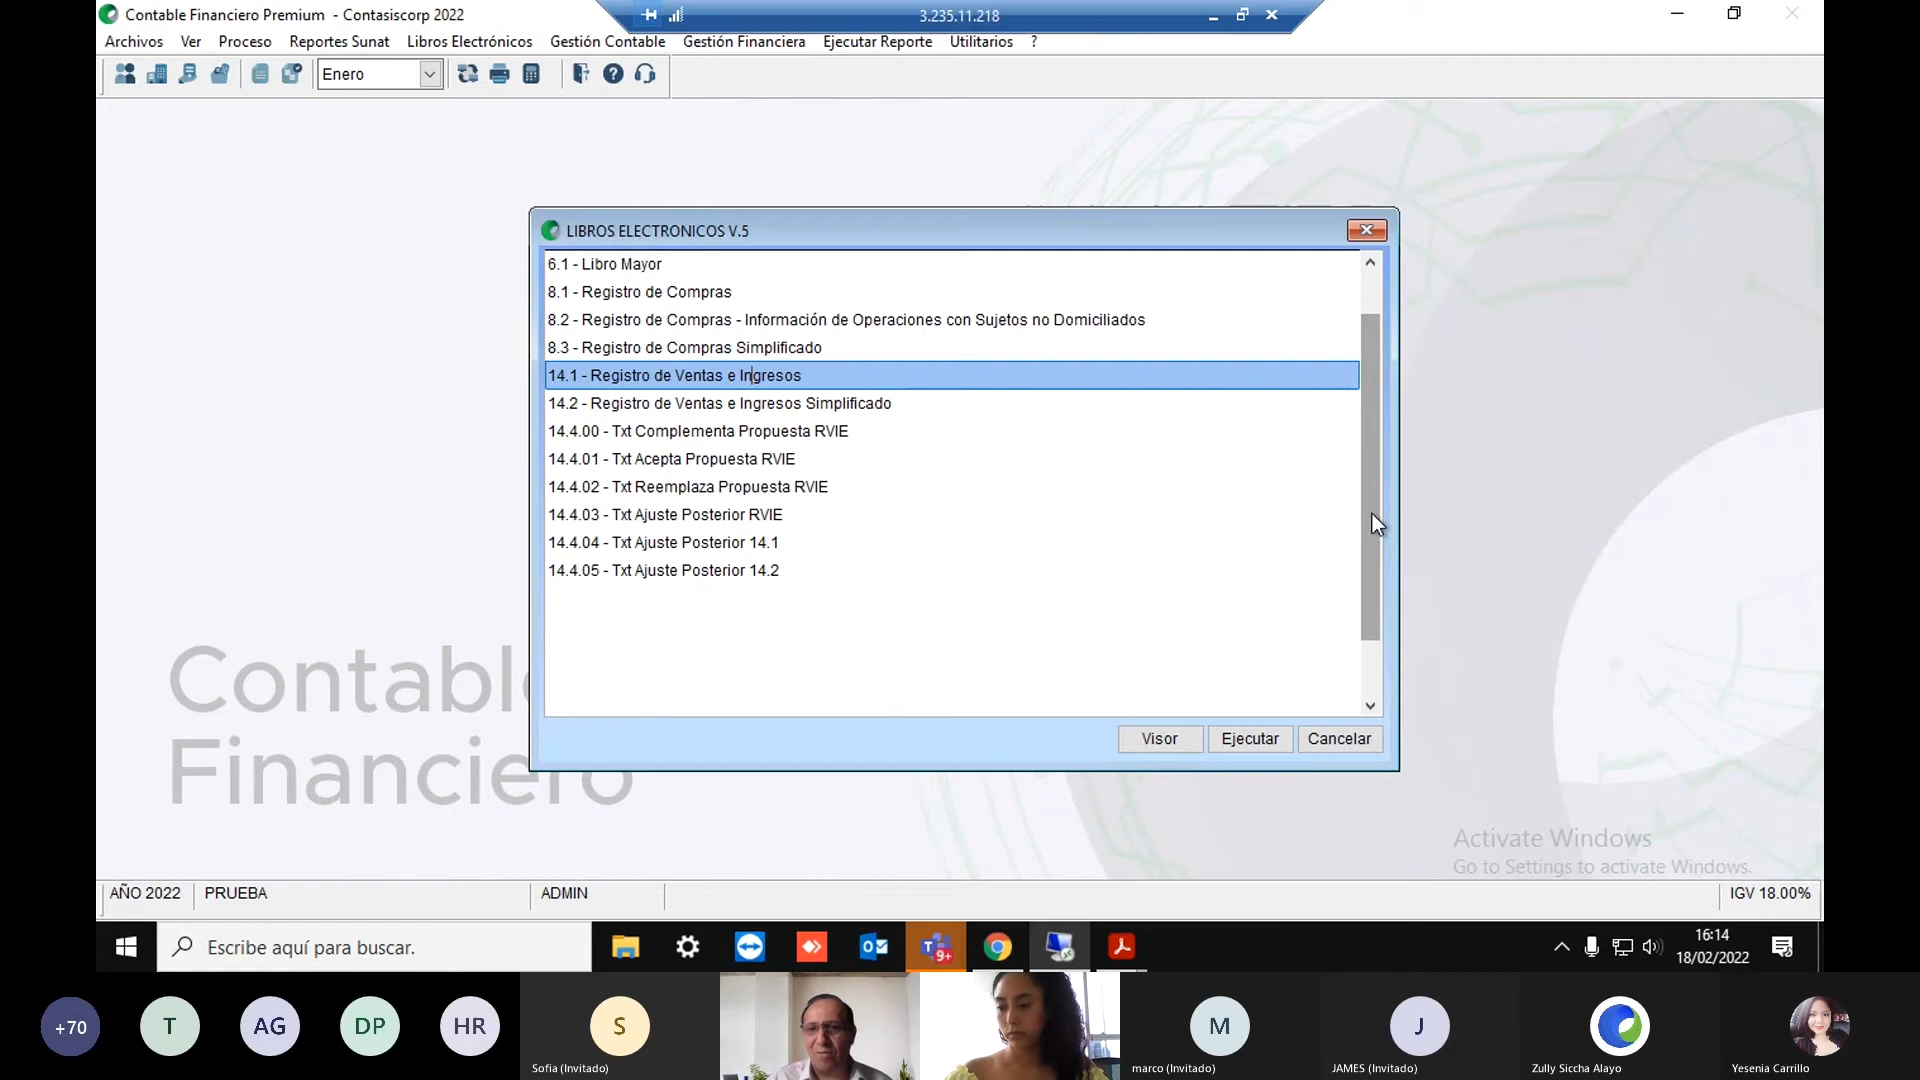 Contable Financiero Premium - Contasiscorp 2022
3.235.11.218
Archivos Ver Proceso Reportes Sunat Libros Electrónicos Gestión Contable Gestión Financiera Ejecutar Reporte Utilitarios ?
Enero
LIBROS ELECTRONICOS V.5
6.1 - Libro Mayor
8.1 - Registro de Compras
8.2 - Registro de Compras - Información de Operaciones con Sujetos no Domiciliados
8.3 - Registro de Compras Simplificado
14.1 - Registro de Ventas e Ingresos
14.2 - Registro de Ventas e Ingresos Simplificado
14.4.00 - Txt Complementa Propuesta RVIE
14.4.01 - Txt Acepta Propuesta RVIE
14.4.02 - Txt Reemplaza Propuesta RVIE
14.4.03 - Txt Ajuste Posterior RVIE
14.4.04 - Txt Ajuste Posterior 14.1
14.4.05 - Txt Ajuste Posterior 14.2
Visor Ejecutar Cancelar
Contable
Financiero
Activate Windows
Go to Settings to activate Windows.
AÑO 2022 PRUEBA ADMIN IGV 18.00%
Escribe aquí para buscar.
9+
16:14
18/02/2022
+70 T AG DP HR S M J
Sofia (Invitado) marco (Invitado) JAMES (Invitado) Zully Siccha Alayo Yesenia Carrillo